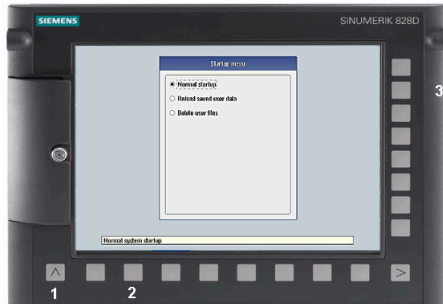 SIEMENS
SINUMERIK 828D
Startup menu
Normal startup
Reload saved user data
Delete user files
3
Normal system startup
1
2